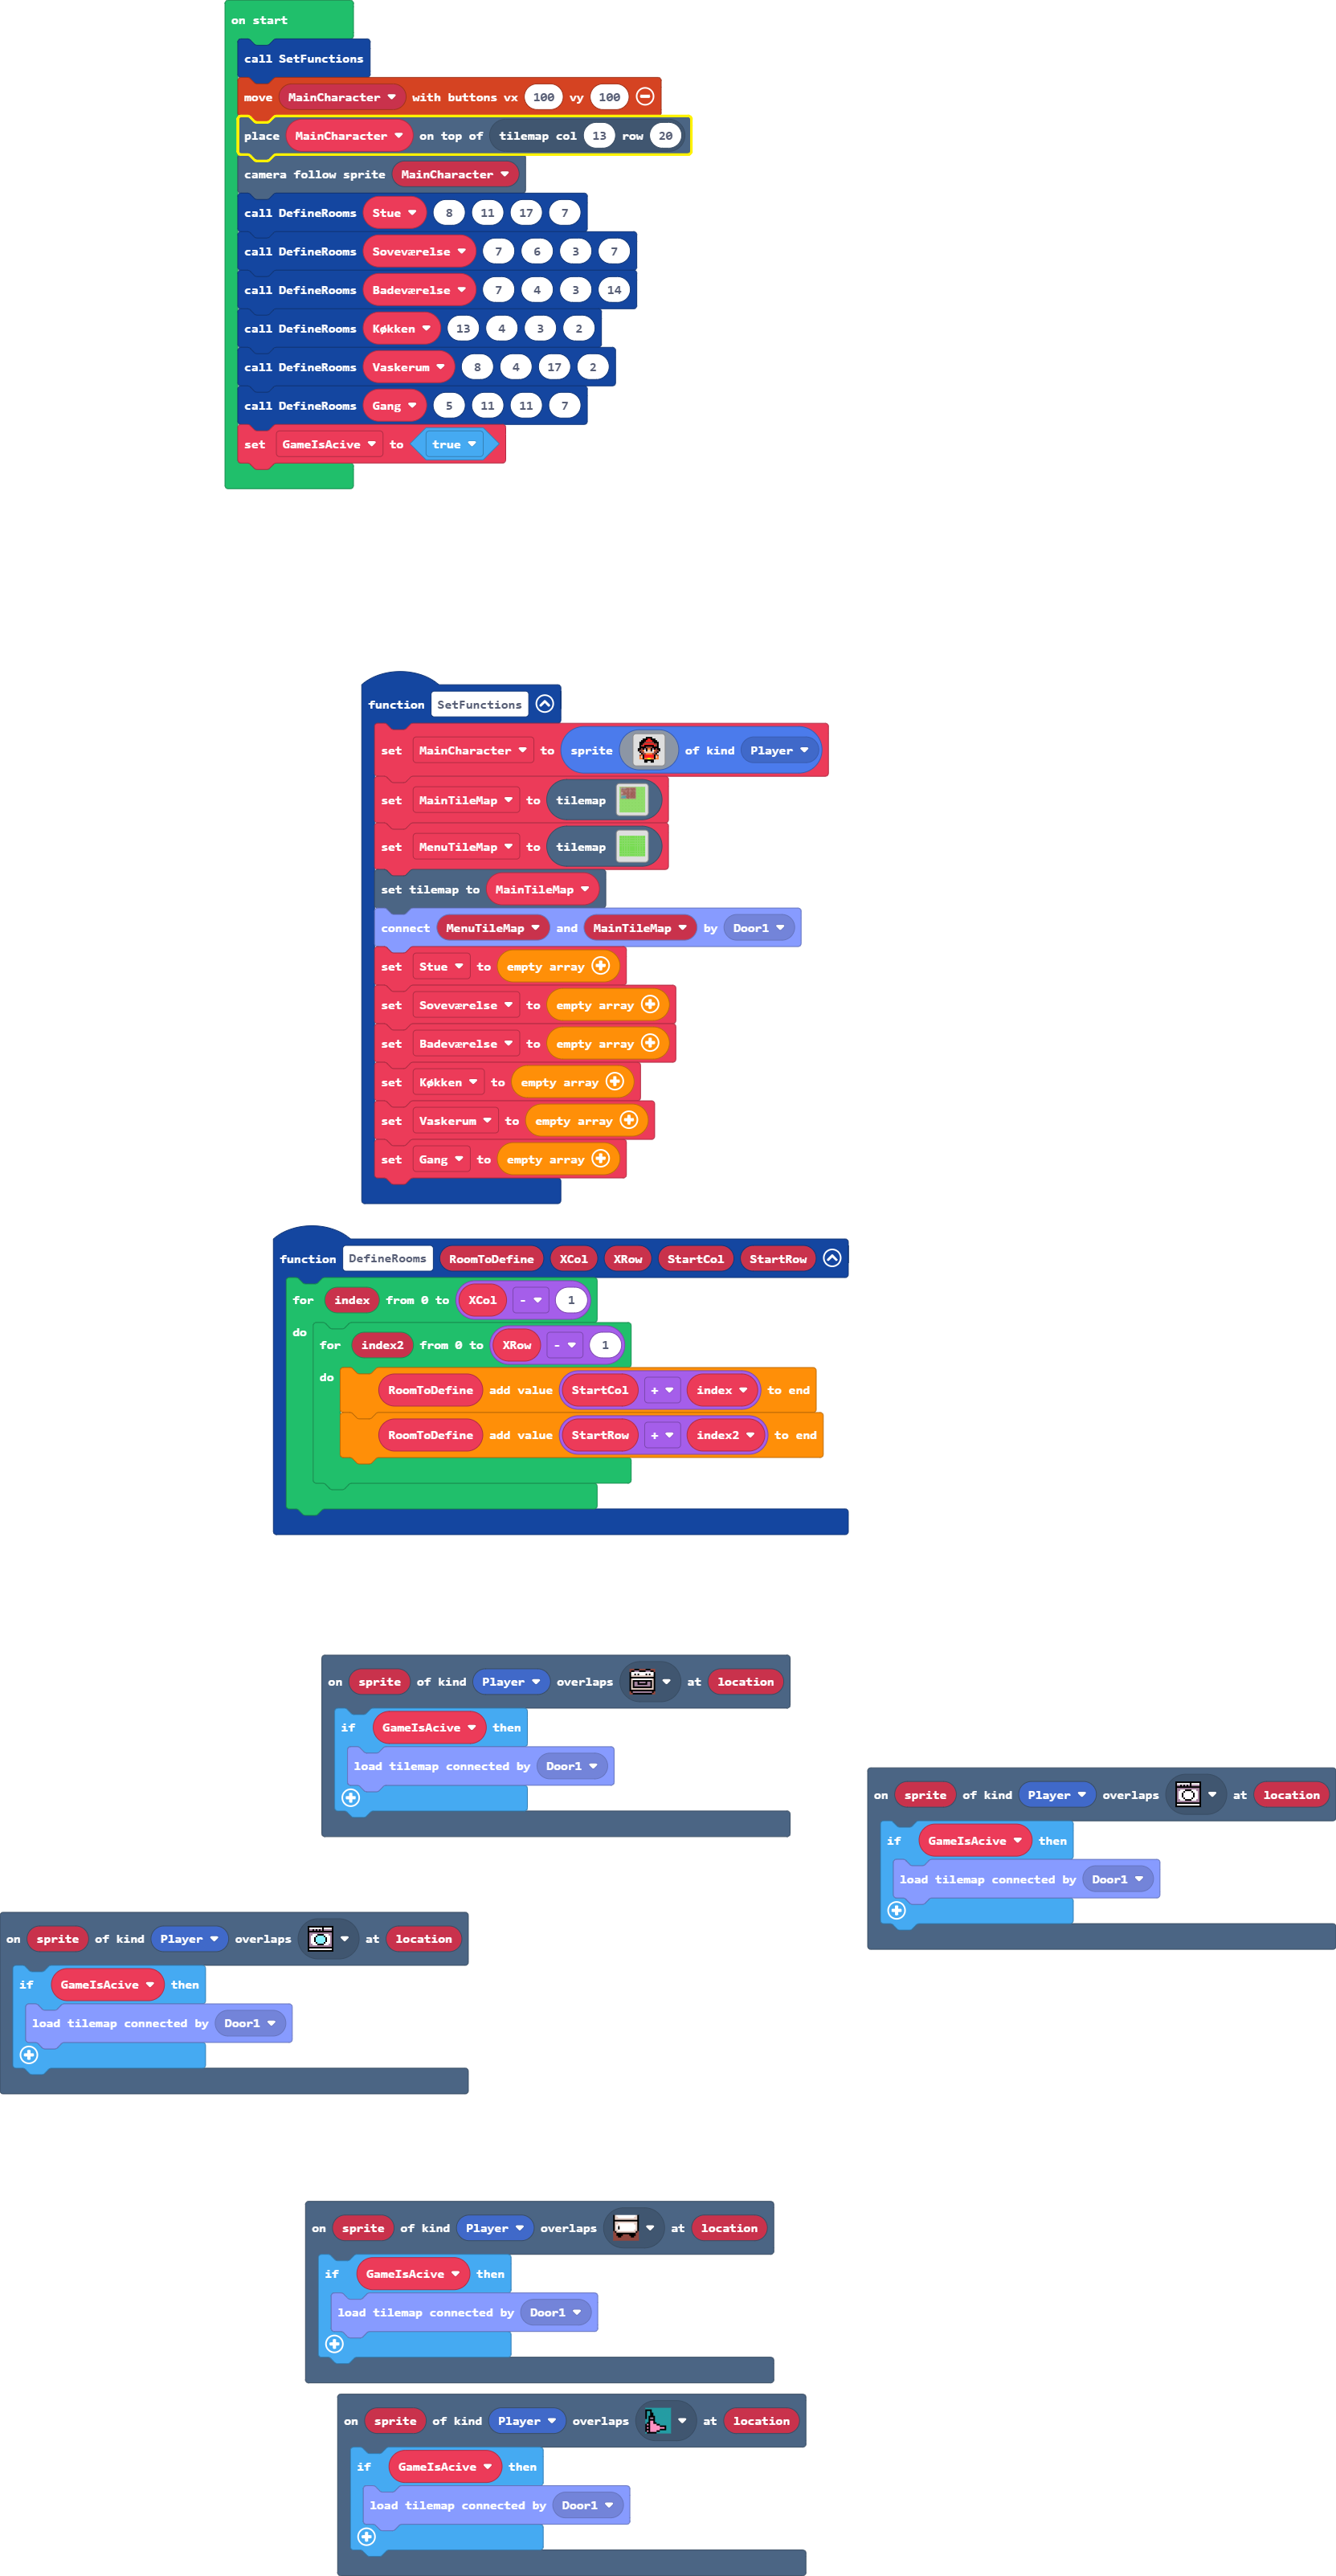 on start
call SetFunctions
move MainCharacter with buttons vx 100 vy 100
place MainCharacter on top of tilemap col 13 row 20
camera follow sprite MainCharacter
call DefineRooms Stue 8 11 17 7
call DefineRooms Soveværelse 7 6 3 7
call DefineRooms Badeværelse 7 4 3 14
call DefineRooms Køkken 13 4 3 2
call DefineRooms Vaskerum 8 4 17 2
call DefineRooms Gang 5 11 11 7
set GameIsAcive to true
function SetFunctions
set MainCharacter to sprite of kind Player
set MainTileMap to tilemap
set MenuTileMap to tilemap
set tilemap to MainTileMap
connect MenuTileMap and MainTileMap by Door1
set Stue to empty array
set Soveværelse to empty array
set Badeværelse to empty array
set Køkken to empty array
set Vaskerum to empty array
set Gang to empty array
function DefineRooms RoomToDefine XCol XRow StartCol StartRow
for index from 0 to XCol - 1
do
for index2 from 0 to XRow - 1
do
RoomToDefine add value StartCol + index to end
RoomToDefine add value StartRow + index2 to end
on sprite of kind Player overlaps at location
if GameIsAcive then
load tilemap connected by Door1
on sprite of kind Player overlaps at location
if GameIsAcive then
load tilemap connected by Door1
on sprite of kind Player overlaps at location
if GameIsAcive then
load tilemap connected by Door1
on sprite of kind Player overlaps at location
if GameIsAcive then
load tilemap connected by Door1
on sprite of kind Player overlaps at location
if GameIsAcive then
load tilemap connected by Door1